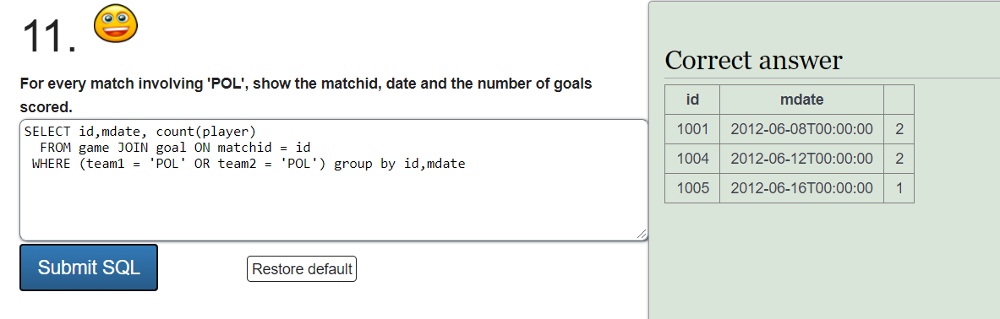 11.
For every match involving 'POL', show the matchid, date and the number of goals
scored.
SELECT id,mdate, count(player)
FROM game JOIN goal ON matchid = id
WHERE (team1 = 'POL' OR team2 = 'POL') group by id,mdate
Submit SQL
Restore default
Correct answer
id mdate
1001 2012-06-08T00:00:00 2
1004 2012-06-12T00:00:00 2
1005 2012-06-16T00:00:00 1